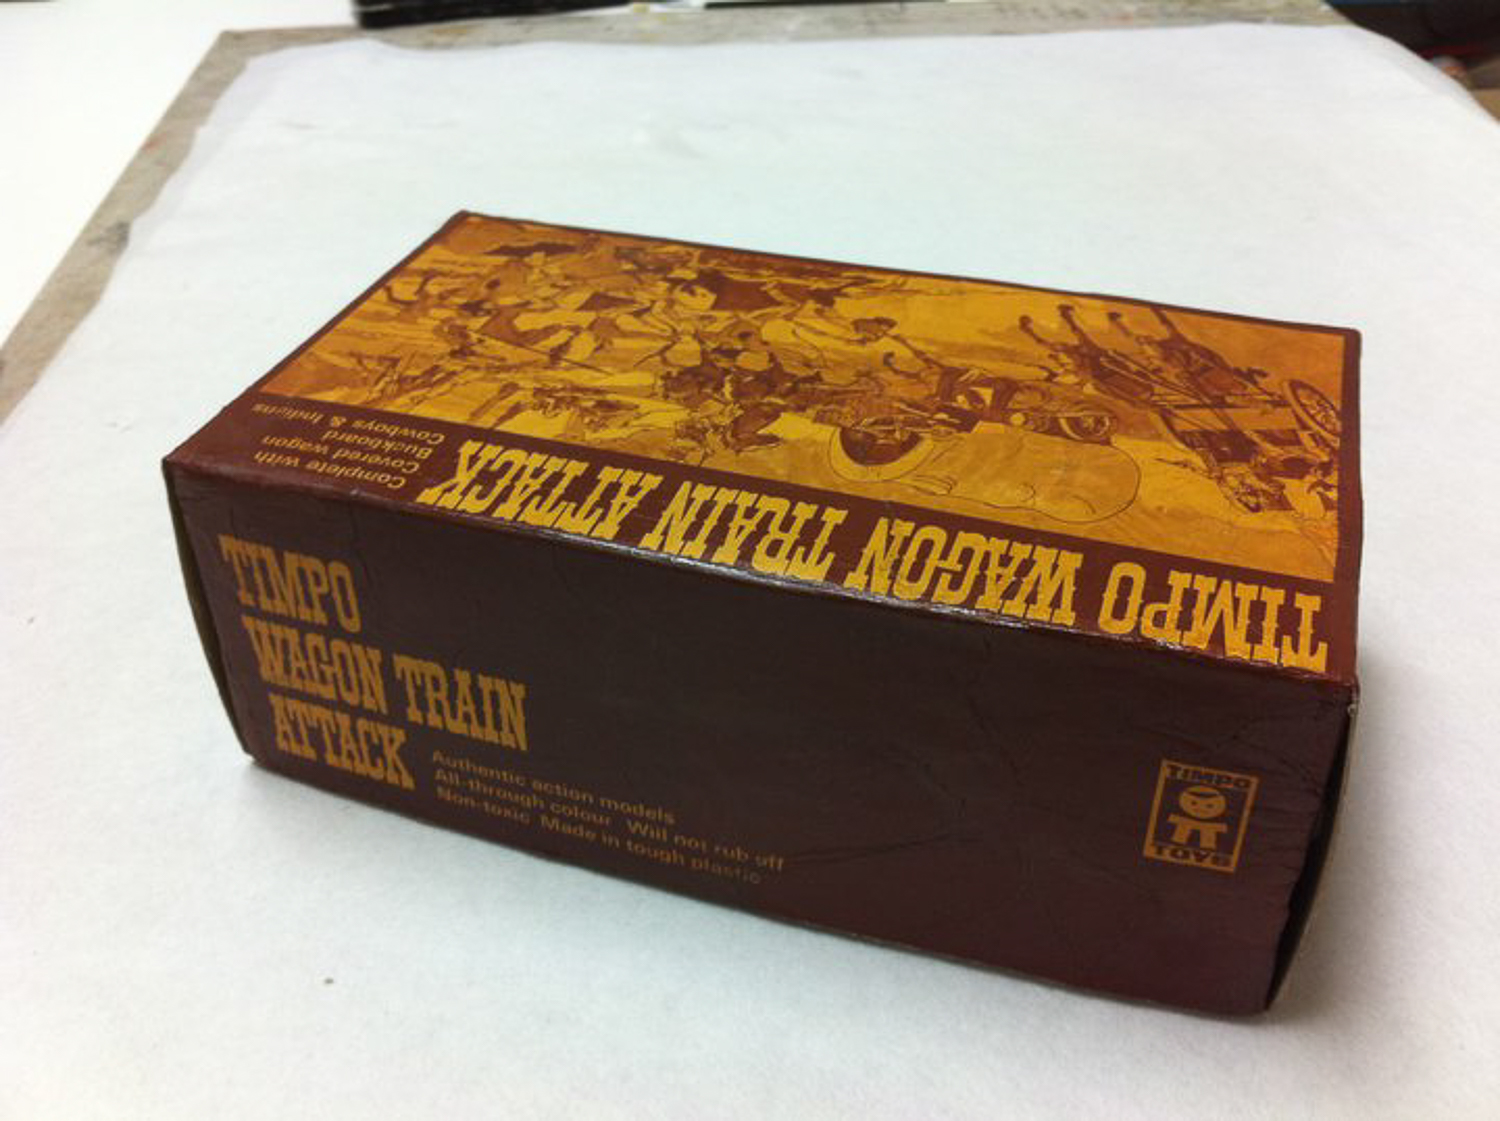 Complete with
Covered wagon
Buckboard
Cowboys & Indians
TIMPO WAGON TRAIN ATTACK
TIMPO
WAGON TRAIN
ATTACK
Authentic action models
All-through colour Will not rub off
Non-toxic Made in tough plastic
TIMPO
TOYS